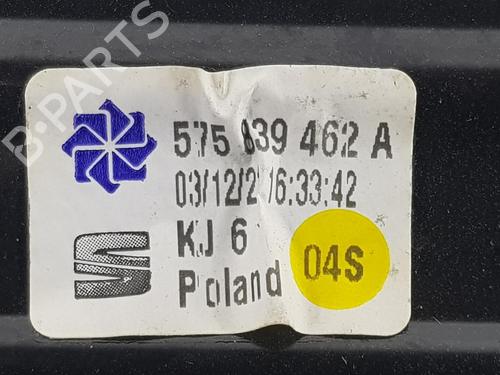 B-PARTS
575 839 462 A
03/12/2 6:33:42
KJ 6
Poland
04S